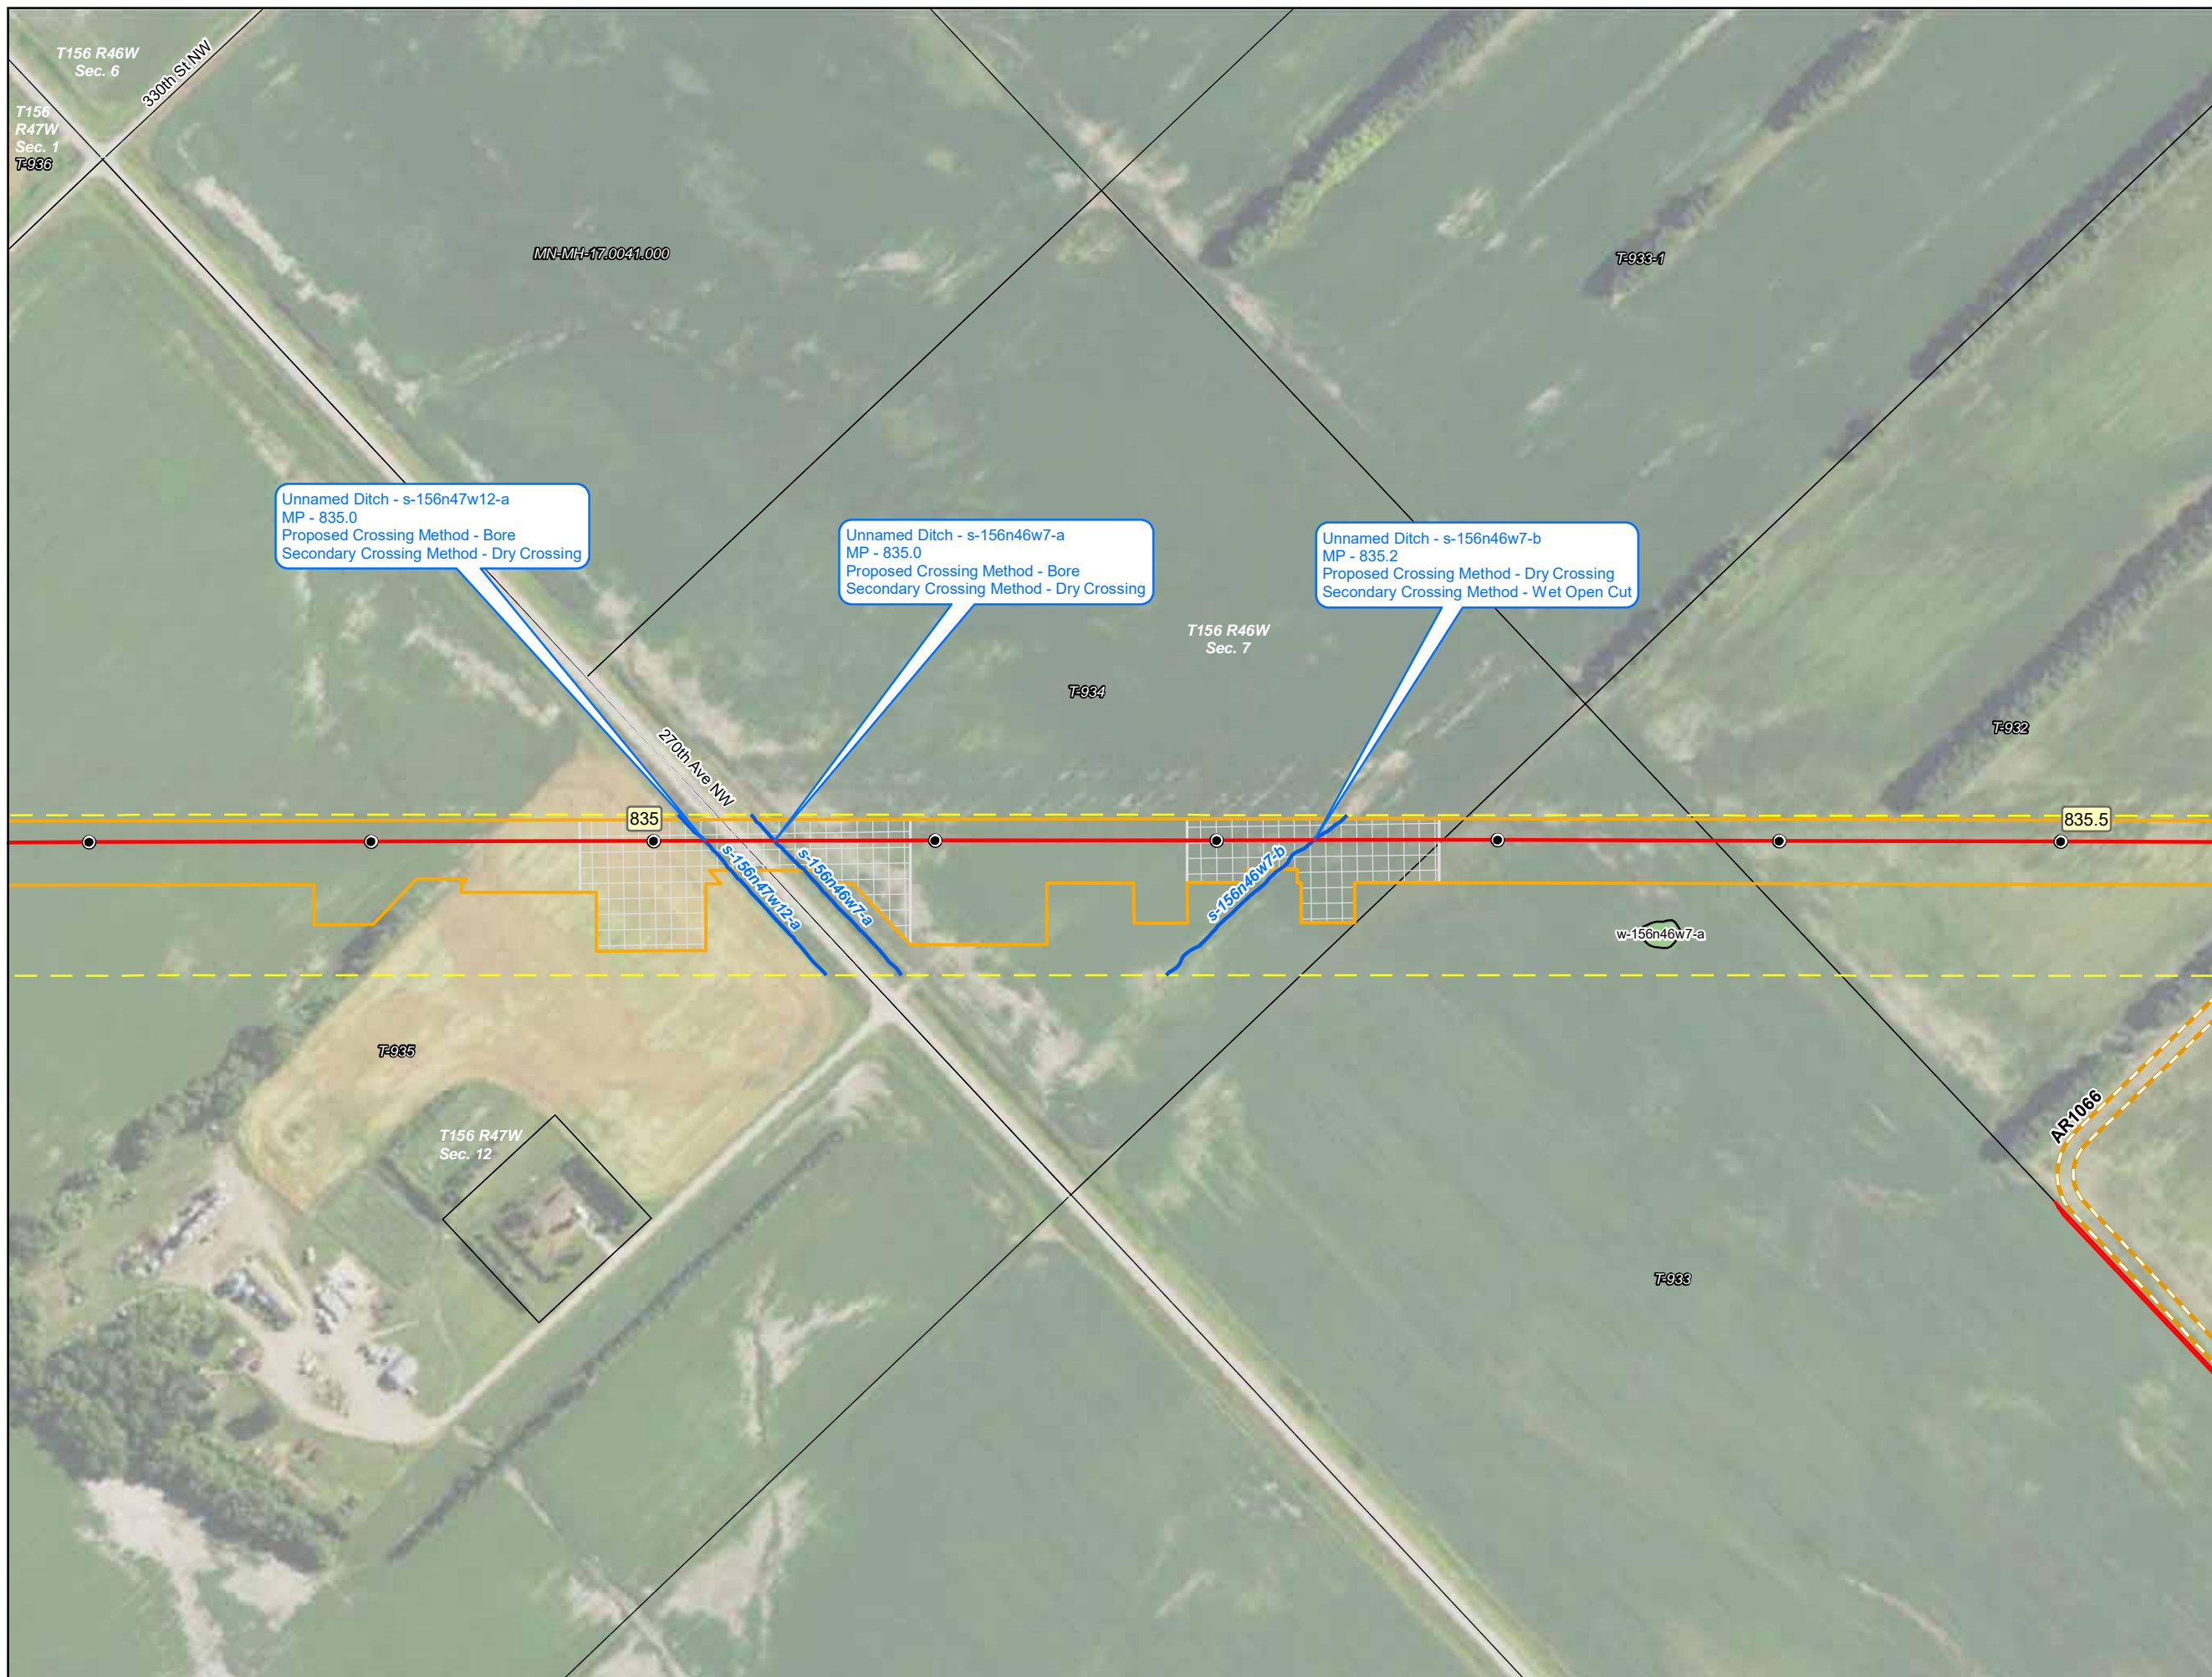 T156 R46W
Sec. 6
330th St NW
T156
R47W
Sec. 1
T-936
MN-MH-17.0041.000
T-933-1
Unnamed Ditch - s-156n47w12-a
MP - 835.0
Proposed Crossing Method - Bore
Secondary Crossing Method - Dry Crossing
Unnamed Ditch - s-156n46w7-a
MP - 835.0
Proposed Crossing Method - Bore
Secondary Crossing Method - Dry Crossing
Unnamed Ditch - s-156n46w7-b
MP - 835.2
Proposed Crossing Method - Dry Crossing
Secondary Crossing Method - Wet Open Cut
T156 R46W
Sec. 7
T-934
T-932
270th Ave NW
835
835.5
s-156n47w12-a
s-156n46w7-a
s-156n46w7-b
w-156n46w7-a
T-935
AR1066
T156 R47W
Sec. 12
T-933